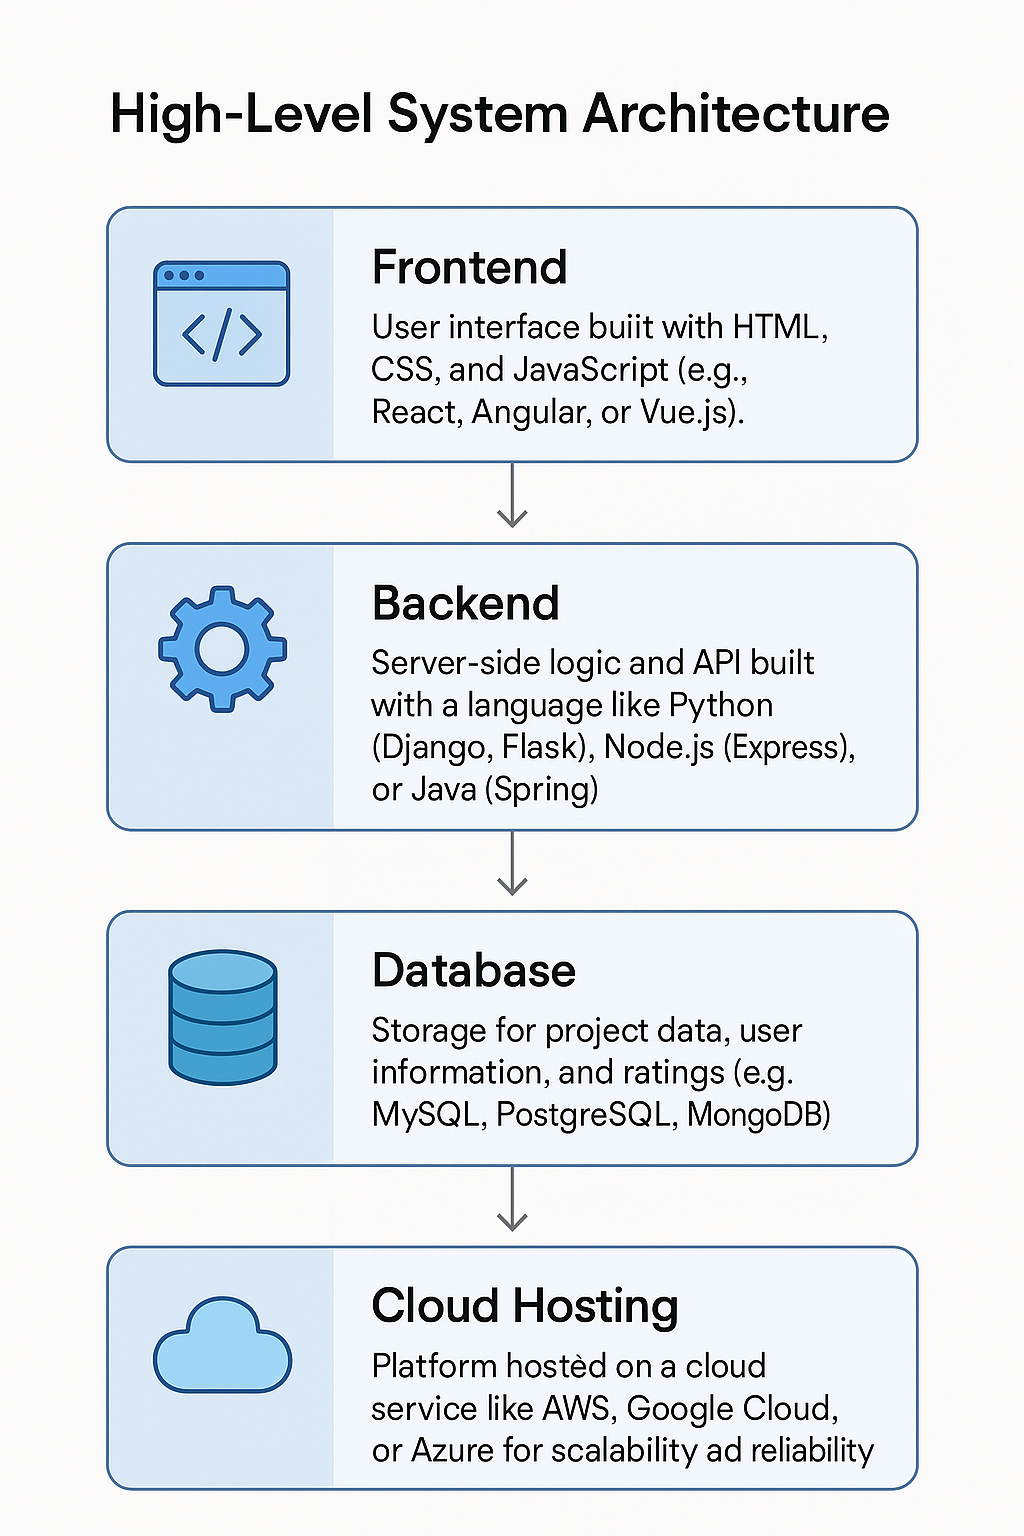 High-Level System Architecture
</>
Frontend
User interface buiit with HTML,
CSS, and JavaScript (e.g.,
React, Angular, or Vue.js).
Backend
Server-side logic and API built
with a language like Python
(Django, Flask), Node.js (Express),
or Java (Spring)
Database
Storage for project data, user
information, and ratings (e.g.
MySQL, PostgreSQL, MongoDB)
Cloud Hosting
Platform hostèd on a cloud
service like AWS, Google Cloud,
or Azure for scalability ad reliability